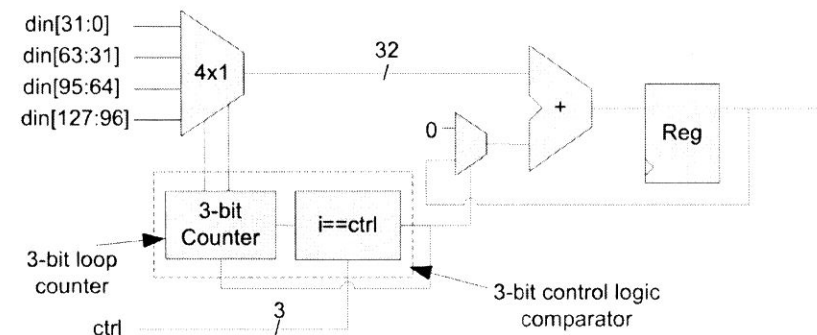 din[31:0]
din[63:31]
din[95:64]
din[127:96]
4x1
32
0
+
Reg
3-bit
Counter
i==ctrl
3-bit loop
counter
3-bit control logic
comparator
ctrl
3